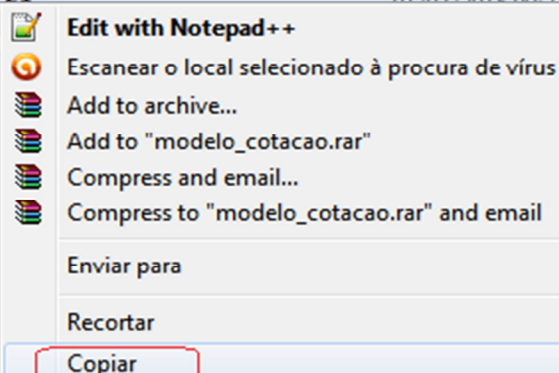 Edit with Notepad++
Escanear o local selecionado à procura de vírus
Add to archive...
Add to "modelo_cotacao.rar"
Compress and email...
Compress to "modelo_cotacao.rar" and email
Enviar para
Recortar
Copiar